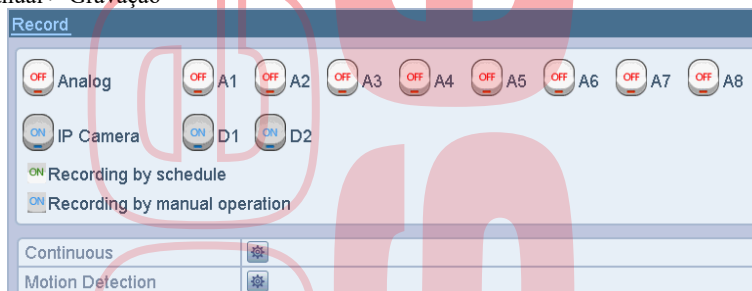 Gravação
Record
OFF Analog OFF A1 OFF A2 OFF A3 OFF A4 OFF A5 OFF A6 OFF A7 OFF A8
ON IP Camera ON D1 ON D2
ON Recording by schedule
ON Recording by manual operation
Continuous
Motion Detection